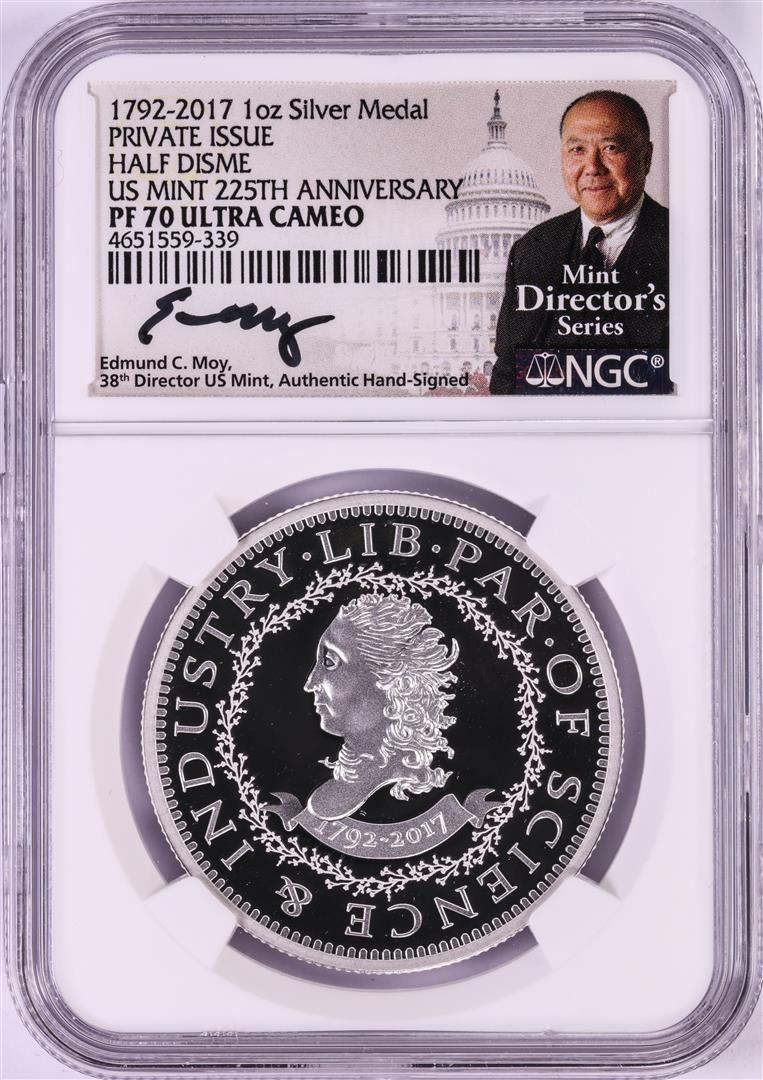 1792-2017 1oz Silver Medal
PRIVATE ISSUE
HALF DISME
US MINT 225TH ANNIVERSARY
PF 70 ULTRA CAMEO
4651559-339
Edmund C. Moy,
38th Director US Mint, Authentic Hand-Signed
Mint
Director's
Series
NGC®
LIB·PAR·OF SCIENCE & INDUSTRY·
1792-2017